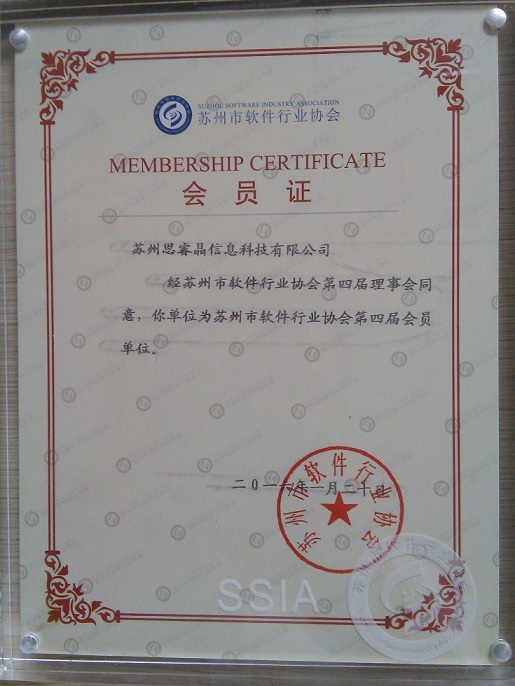 SUZHOU SOFTWARE INDUSTRY ASSOCIATION
苏州市软件行业协会
MEMBERSHIP CERTIFICATE
会员证
苏州思睿晶信息科技有限公司
经苏州市软件行业协会第四届理事会同
意，你单位为苏州市软件行业协会第四届会员
单位。
苏州市软件行业协会
SSIA